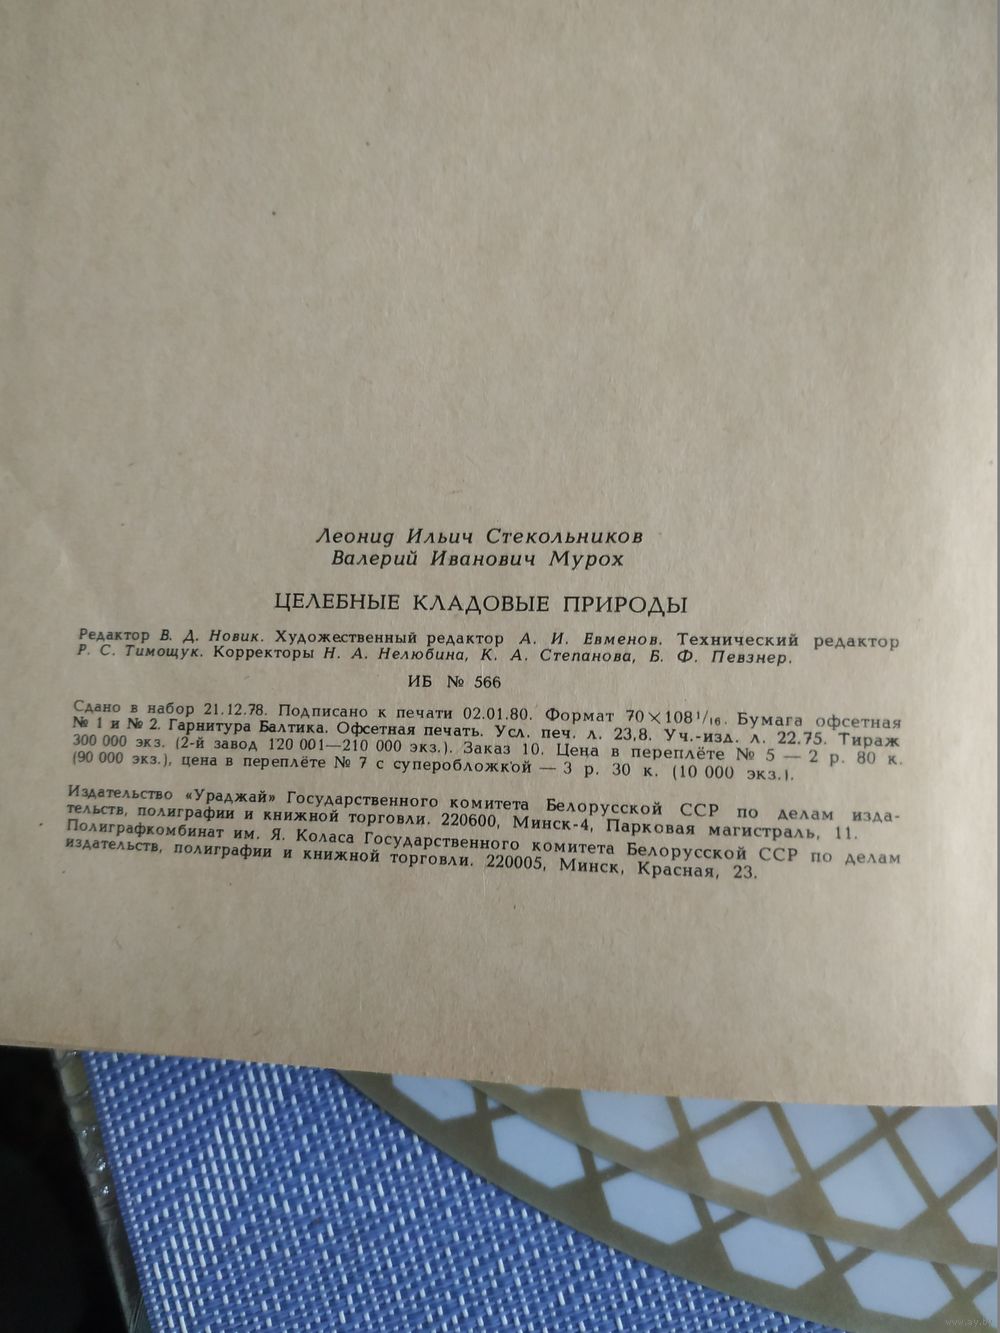 Леонид Ильич Стекольников
Валерий Иванович Мурох
ЦЕЛЕБНЫЕ КЛАДОВЫЕ ПРИРОДЫ
Редактор В. Д. Новик. Художественный редактор А. И. Евменов. Технический редактор
Р. С. Тимощук. Корректоры Н. А. Нелюбина, К. А. Степанова, Б. Ф. Певзнер.
ИБ № 566
Сдано в набор 21.12.78. Подписано к печати 02.01.80. Формат 70×108¹/₁₆. Бумага офсетная
№ 1 и № 2. Гарнитура Балтика. Офсетная печать. Усл. печ. л. 23,8. Уч.-изд. л. 22,75. Тираж
300 000 экз. (2-й завод 120 001—210 000 экз.). Заказ 10. Цена в переплёте № 5 — 2 р. 80 к.
(90 000 экз.), цена в переплёте № 7 с суперобложкой — 3 р. 30 к. (10 000 экз.).
Издательство «Ураджай» Государственного комитета Белорусской ССР по делам изда-
тельств, полиграфии и книжной торговли. 220600, Минск-4, Парковая магистраль, 11.
Полиграфкомбинат им. Я. Коласа Государственного комитета Белорусской ССР по делам
издательств, полиграфии и книжной торговли. 220005, Минск, Красная, 23.